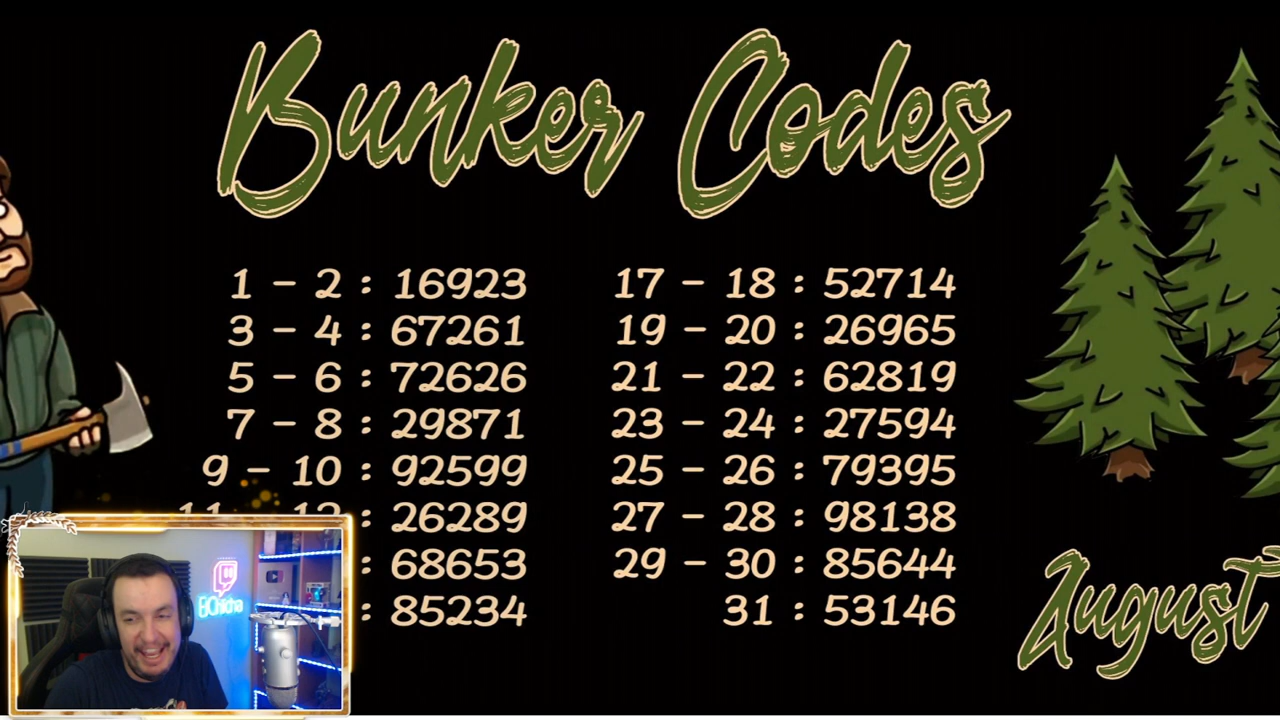 Bunker Codes
1 - 2 : 16923
3 - 4 : 67261
5 - 6 : 72626
7 - 8 : 29871
9 - 10 : 92599
: 26289
: 68653
: 85234
17 - 18 : 52714
19 - 20 : 26965
21 - 22 : 62819
23 - 24 : 27594
25 - 26 : 79395
27 - 28 : 98138
29 - 30 : 85644
31 : 53146
August
ElChicha